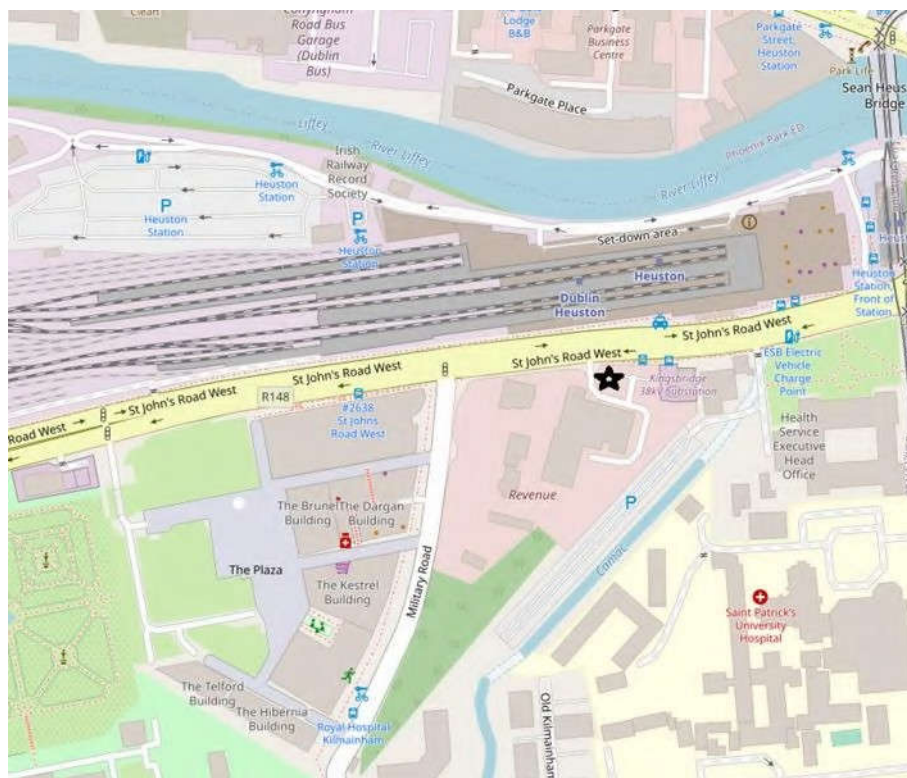 Clean
Conyngham
Road Bus
Garage
(Dublin
Bus)
Lodge
B&B
Parkgate
Business
Centre
Parkgate
Street,
Heuston
Station
Park Life
Sean Heus
Bridge
Parkgate Place
Liffey
River Liffey
Phoenix Park ED
River Liffey
Irish
Railway
Record
Society
Heuston
Station
P
Heuston
Station
P
Heuston
Station
Set-down area
Heuston
Dublin
Heuston
Heus
Heuston
Station,
Front of
Station
St John's Road West
St John's Road West
St John's Road West
St John's Road West
Road West
R148
#2638
St Johns
Road West
Kingsbridge
38kV Substation
ESB Electric
Vehicle
Charge
Point
Health
Service
Executive
Head
Office
Revenue
P
Camac
The Brunel
Building
The Dargan
Building
The Plaza
The Kestrel
Building
Military Road
Saint Patrick's
University
Hospital
The Telford
Building
The Hibernia
Building
Royal Hospital
Kilmainham
Old Kilmainham